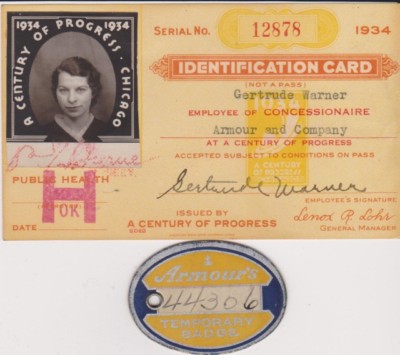 SERIAL NO. 12878 1934
1934 1934
A CENTURY OF PROGRESS · CHICAGO
IDENTIFICATION CARD
(NOT A PASS)
Gertrude Warner
EMPLOYEE OF CONCESSIONAIRE
Armour and Company
AT A CENTURY OF PROGRESS
ACCEPTED SUBJECT TO CONDITIONS ON PASS
PUBLIC HEALTH
H
OK
Gertrude Warner
EMPLOYEE'S SIGNATURE
ISSUED BY
A CENTURY OF PROGRESS
Lenox R. Lohr
GENERAL MANAGER
DATE
Armour's
44306
TEMPORARY
BADGE